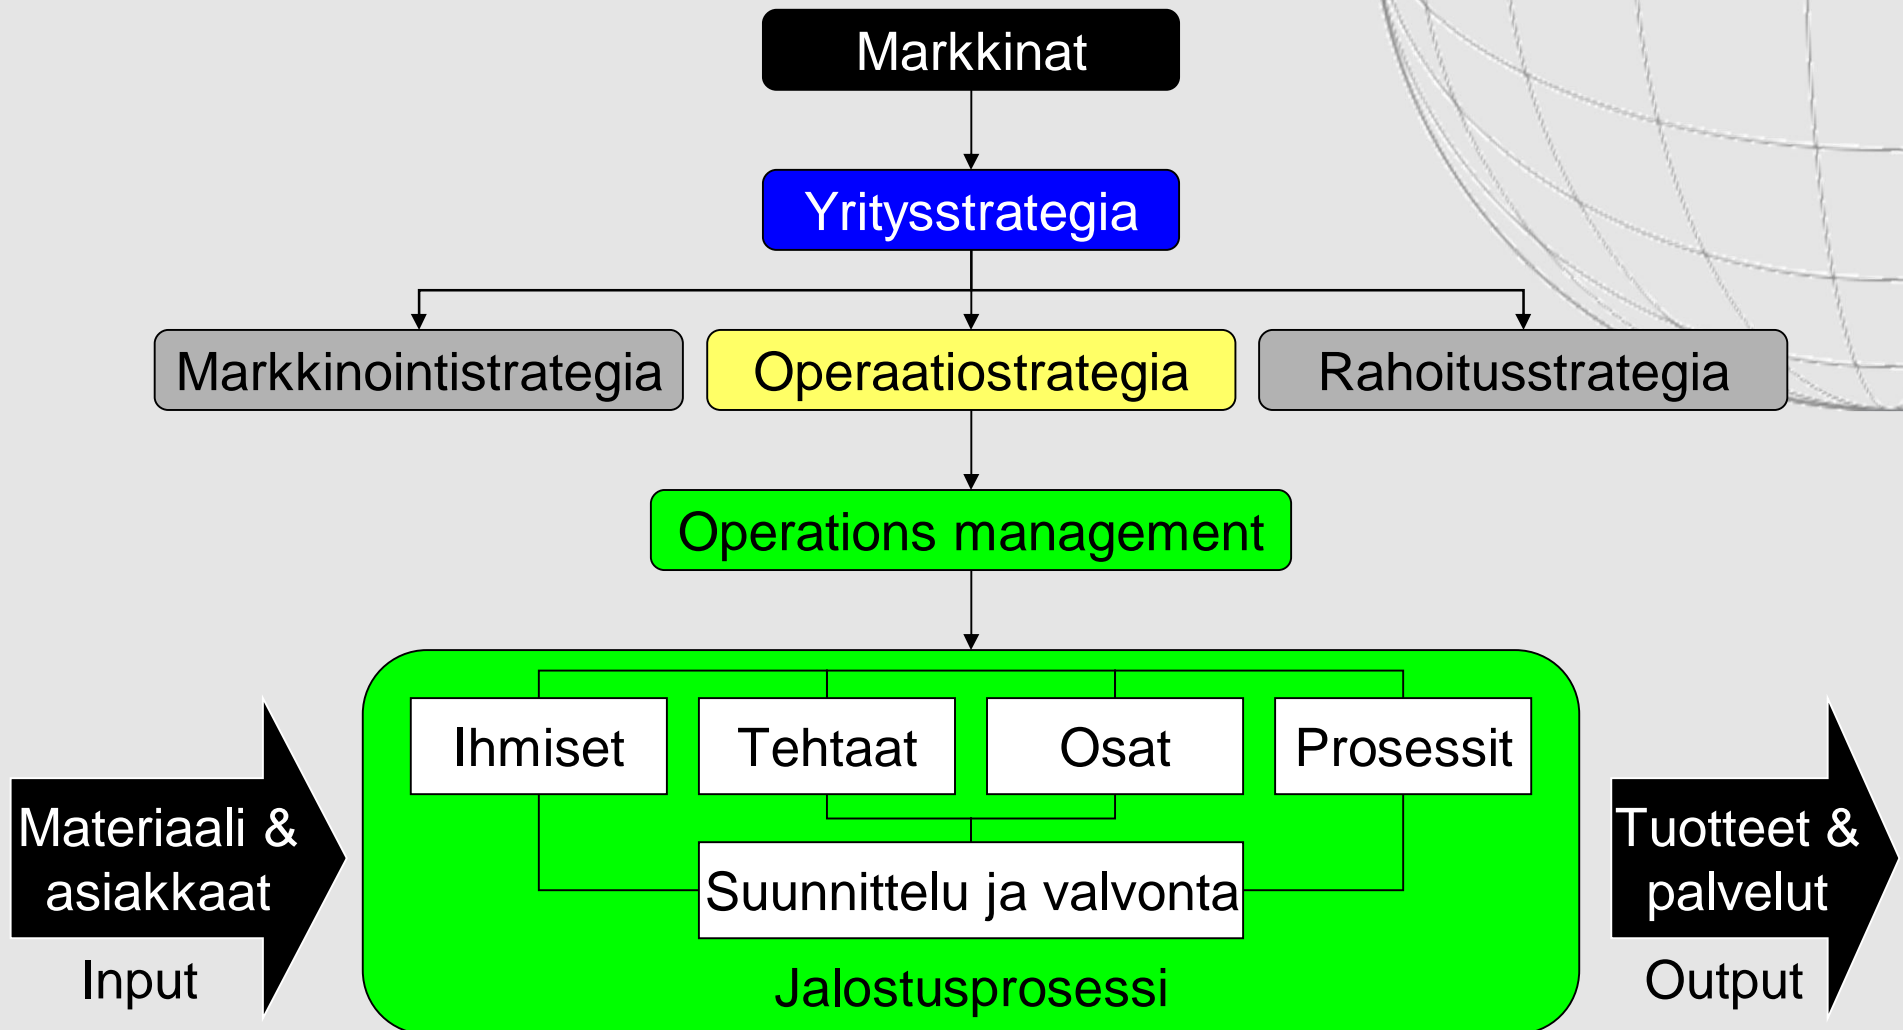 Markkinat
Yritysstrategia
Markkinointistrategia
Operaatiostrategia
Rahoitusstrategia
Operations management
Ihmiset
Tehtaat
Osat
Prosessit
Materiaali &
asiakkaat
Input
Suunnittelu ja valvonta
Jalostusprosessi
Tuotteet &
palvelut
Output